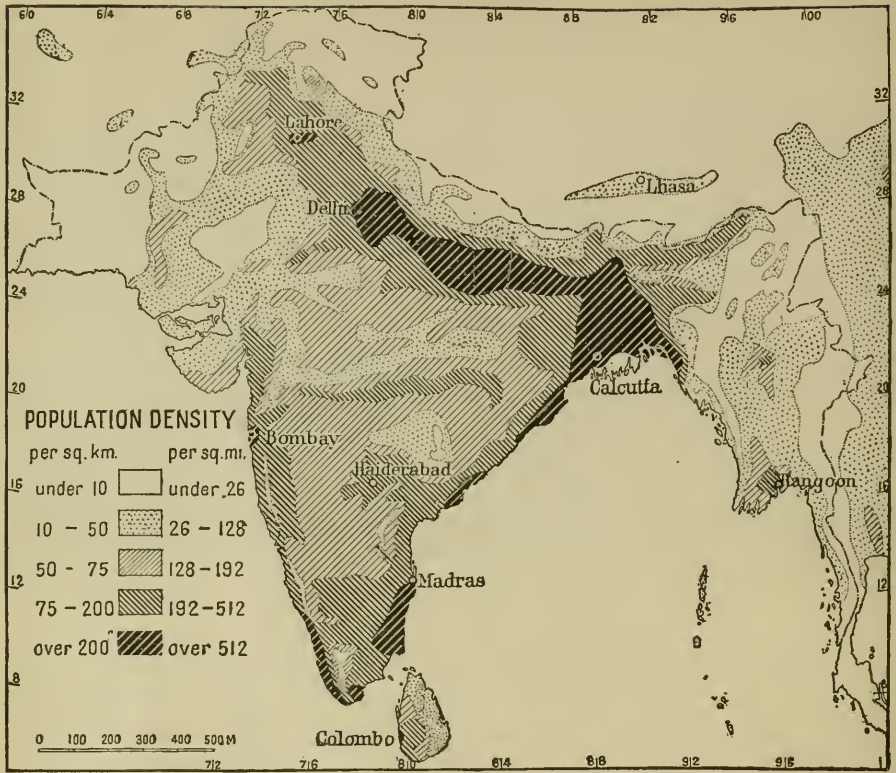 60 64 68 72 76 80 84 88 92 96 100
32 32
Lahore
28 Lhasa 28
Delhi
24 24
20 Calcutta 20
POPULATION DENSITY
per sq. km. per sq.mi.
Bombay
Haiderabad
under 10 under 26
16 Rangoon 16
10 – 50 26 – 128
50 – 75 128 – 192
12 Madras 12
75 – 200 192 – 512
over 200 over 512
8 8
Colombo
0 100 200 300 400 500 M
72 76 80 84 88 92 96